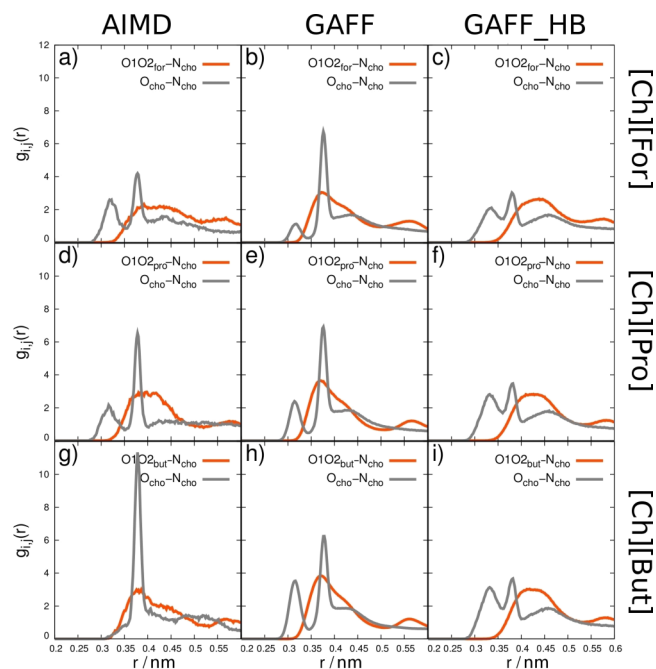 AIMD GAFF GAFF_HB
a) O1O2for-Ncho
Ocho-Ncho
b) O1O2for-Ncho
Ocho-Ncho
c) O1O2for-Ncho
Ocho-Ncho
[Ch][For]
gi,j(r)
12
10
8
6
4
2
0
d) O1O2pro-Ncho
Ocho-Ncho
e) O1O2pro-Ncho
Ocho-Ncho
f) O1O2pro-Ncho
Ocho-Ncho
[Ch][Pro]
gi,j(r)
10
8
6
4
2
0
g) O1O2but-Ncho
Ocho-Ncho
h) O1O2but-Ncho
Ocho-Ncho
i) O1O2but-Ncho
Ocho-Ncho
[Ch][But]
gi,j(r)
10
8
6
4
2
0
0.2 0.25 0.3 0.35 0.4 0.45 0.5 0.55 0.2 0.25 0.3 0.35 0.4 0.45 0.5 0.55 0.2 0.25 0.3 0.35 0.4 0.45 0.5 0.55 0.6
r / nm r / nm r / nm